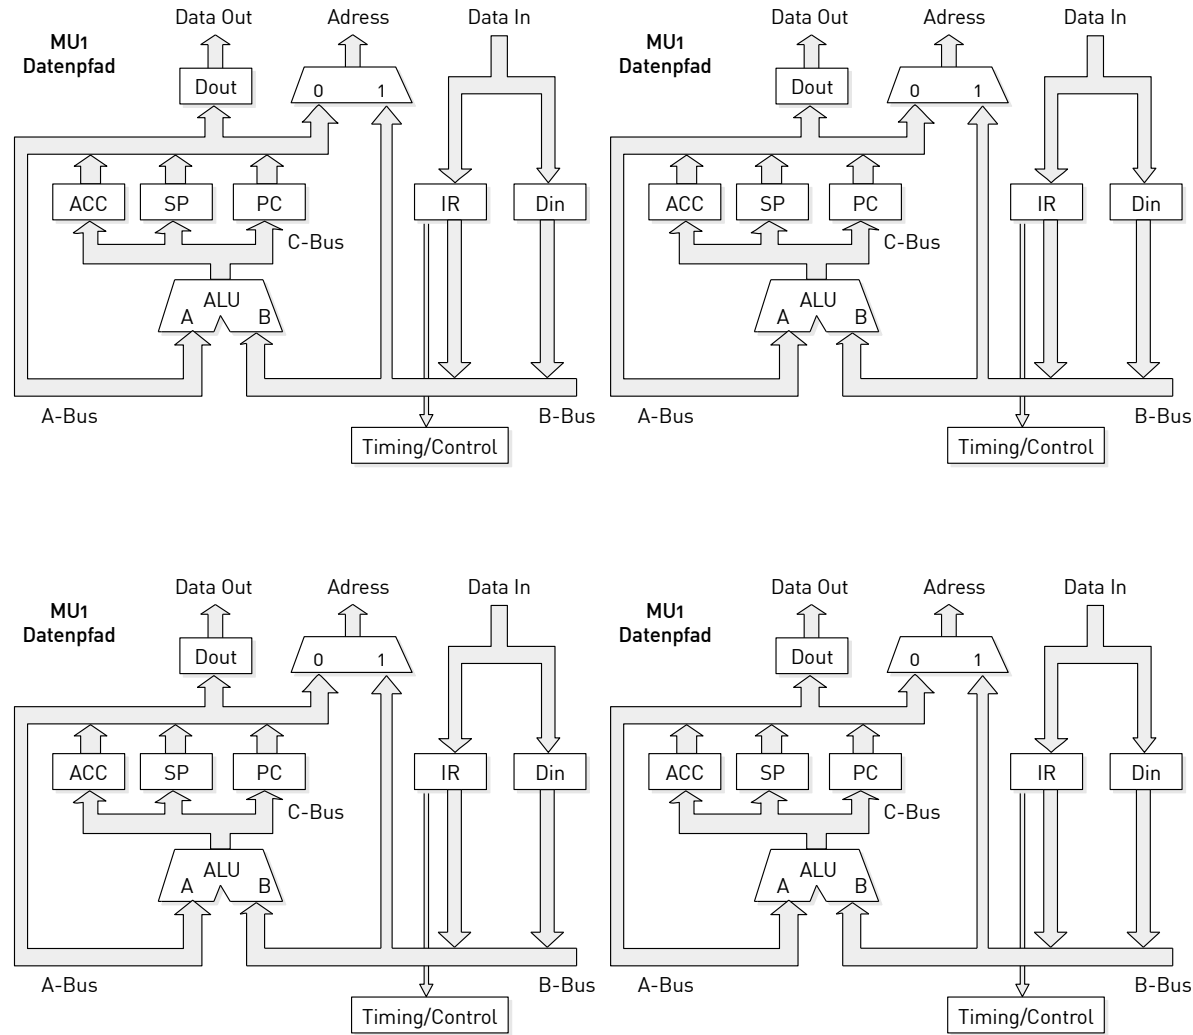 Data Out Adress Data In
MU1
Datenpfad
Dout
0 1
ACC SP PC IR Din
C-Bus
ALU
A B
A-Bus B-Bus
Timing/Control
Data Out Adress Data In
MU1
Datenpfad
Dout
0 1
ACC SP PC IR Din
C-Bus
ALU
A B
A-Bus B-Bus
Timing/Control
Data Out Adress Data In
MU1
Datenpfad
Dout
0 1
ACC SP PC IR Din
C-Bus
ALU
A B
A-Bus B-Bus
Timing/Control
Data Out Adress Data In
MU1
Datenpfad
Dout
0 1
ACC SP PC IR Din
C-Bus
ALU
A B
A-Bus B-Bus
Timing/Control